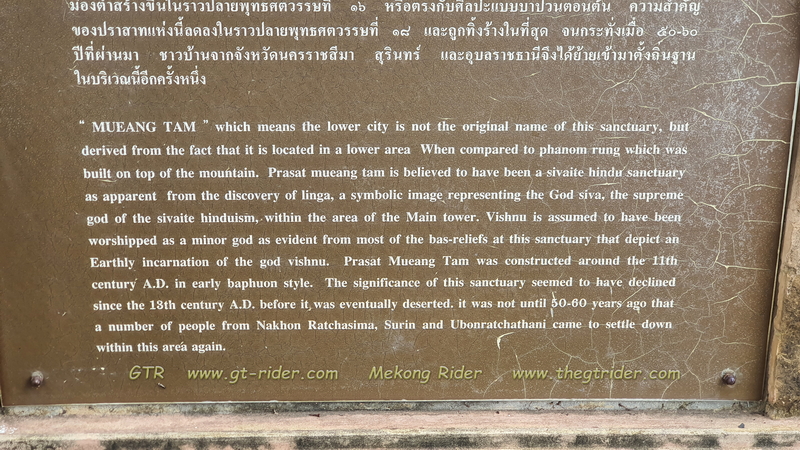 เมืองต่ำสร้างขึ้นในราวปลายพุทธศตวรรษที่ ๑๖ หรือตรงกับศิลปะแบบบาปวนตอนต้น ความสำคัญ
ของปราสาทแห่งนี้ลดลงในราวปลายพุทธศตวรรษที่ ๑๘ และถูกทิ้งร้างในที่สุด จนกระทั่งเมื่อ ๕๐-๖๐
ปีที่ผ่านมา ชาวบ้านจากจังหวัดนครราชสีมา สุรินทร์ และอุบลราชธานีจึงได้ย้ายเข้ามาตั้งถิ่นฐาน
ในบริเวณนี้อีกครั้งหนึ่ง
" MUEANG TAM " which means the lower city is not the original name of this sanctuary, but
derived from the fact that it is located in a lower area When compared to phanom rung which was
built on top of the mountain. Prasat mueang tam is believed to have been a sivaite hindu sanctuary
as apparent from the discovery of linga, a symbolic image representing the God siva, the supreme
god of the sivaite hinduism, within the area of the Main tower. Vishnu is assumed to have been
worshipped as a minor god as evident from most of the bas-reliefs at this sanctuary that depict an
Earthly incarnation of the god vishnu. Prasat Mueang Tam was constructed around the 11th
century A.D. in early baphuon style. The significance of this sanctuary seemed to have declined
since the 13th century A.D. before it was eventually deserted. it was not until 50-60 years ago that
a number of people from Nakhon Ratchasima, Surin and Ubonratchathani came to settle down
within this area again.
GTR www.gt-rider.com Mekong Rider www.thegtrider.com